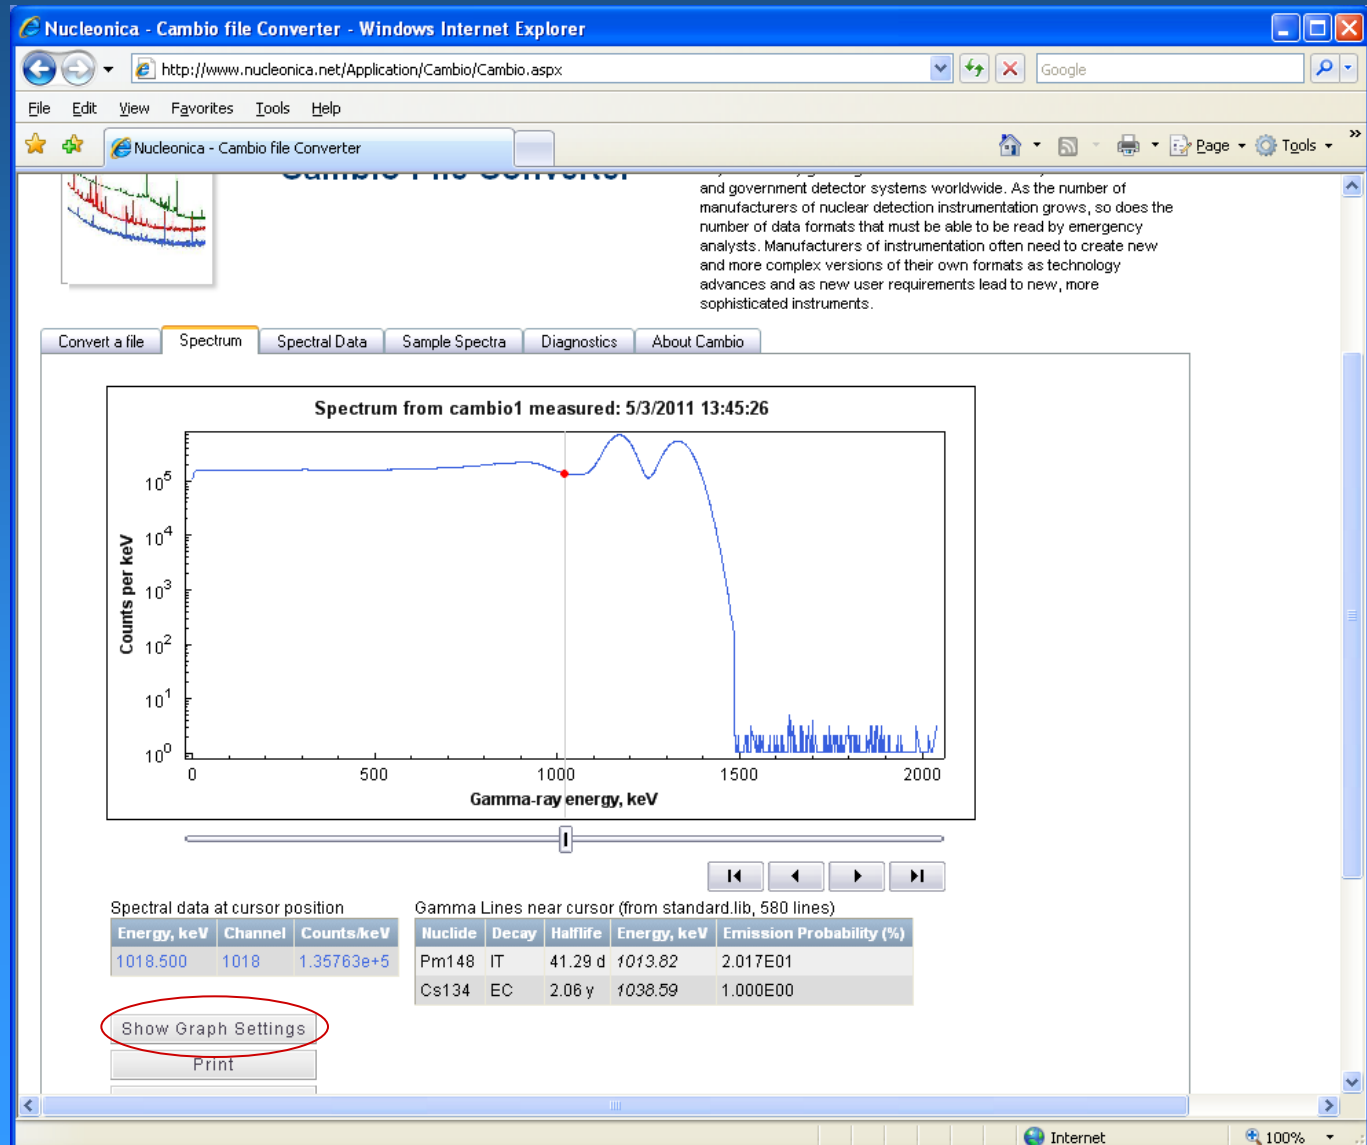 Nucleonica - Cambio file Converter - Windows Internet Explorer
http://www.nucleonica.net/Application/Cambio/Cambio.aspx
Google
File Edit View Favorites Tools Help
Nucleonica - Cambio file Converter
Page Tools
Cambio File Converter
and government detector systems worldwide. As the number of
manufacturers of nuclear detection instrumentation grows, so does the
number of data formats that must be able to be read by emergency
analysts. Manufacturers of instrumentation often need to create new
and more complex versions of their own formats as technology
advances and as new user requirements lead to new, more
sophisticated instruments.
Convert a file Spectrum Spectral Data Sample Spectra Diagnostics About Cambio
Spectrum from cambio1 measured: 5/3/2011 13:45:26
Counts per keV
10^5
10^4
10^3
10^2
10^1
10^0
0 500 1000 1500 2000
Gamma-ray energy, keV
Spectral data at cursor position
Energy, keV Channel Counts/keV
1018.500 1018 1.35763e+5
Gamma Lines near cursor (from standard.lib, 580 lines)
Nuclide Decay Halflife Energy, keV Emission Probability (%)
Pm148 IT 41.29 d 1013.82 2.017E01
Cs134 EC 2.06 y 1038.59 1.000E00
Show Graph Settings
Print
Internet 100%